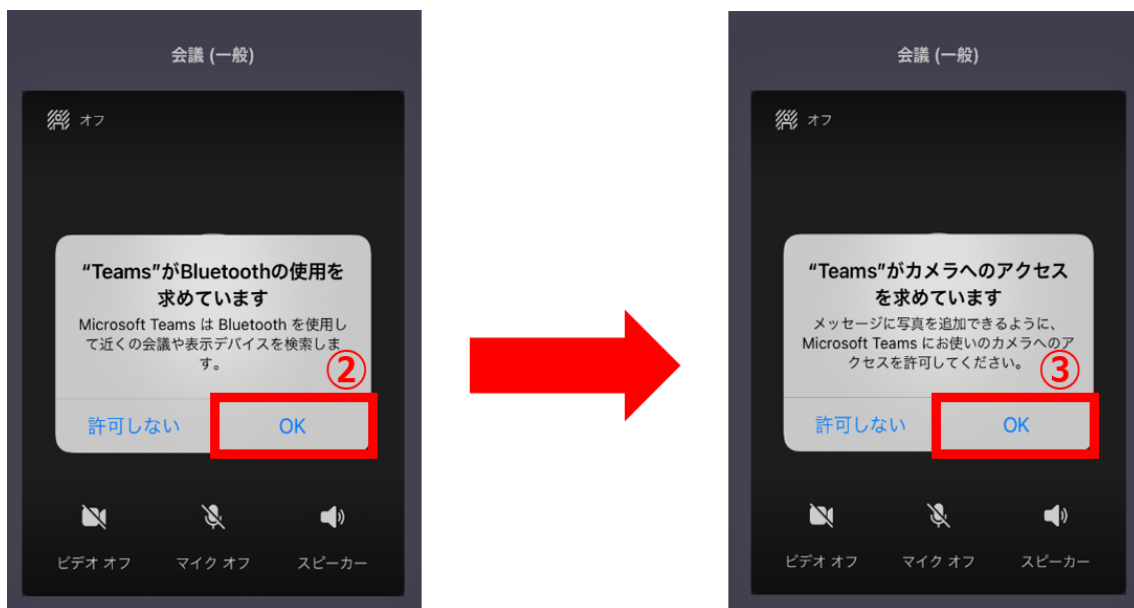 会議 (一般)
オフ
“Teams”がBluetoothの使用を
求めています
Microsoft Teams は Bluetooth を使用し
て近くの会議や表示デバイスを検索しま
す。
②
許可しない
OK
ビデオ オフ
マイク オフ
スピーカー
会議 (一般)
オフ
“Teams”がカメラへのアクセス
を求めています
メッセージに写真を追加できるように、
Microsoft Teams にお使いのカメラへのア
クセスを許可してください。
③
許可しない
OK
ビデオ オフ
マイク オフ
スピーカー